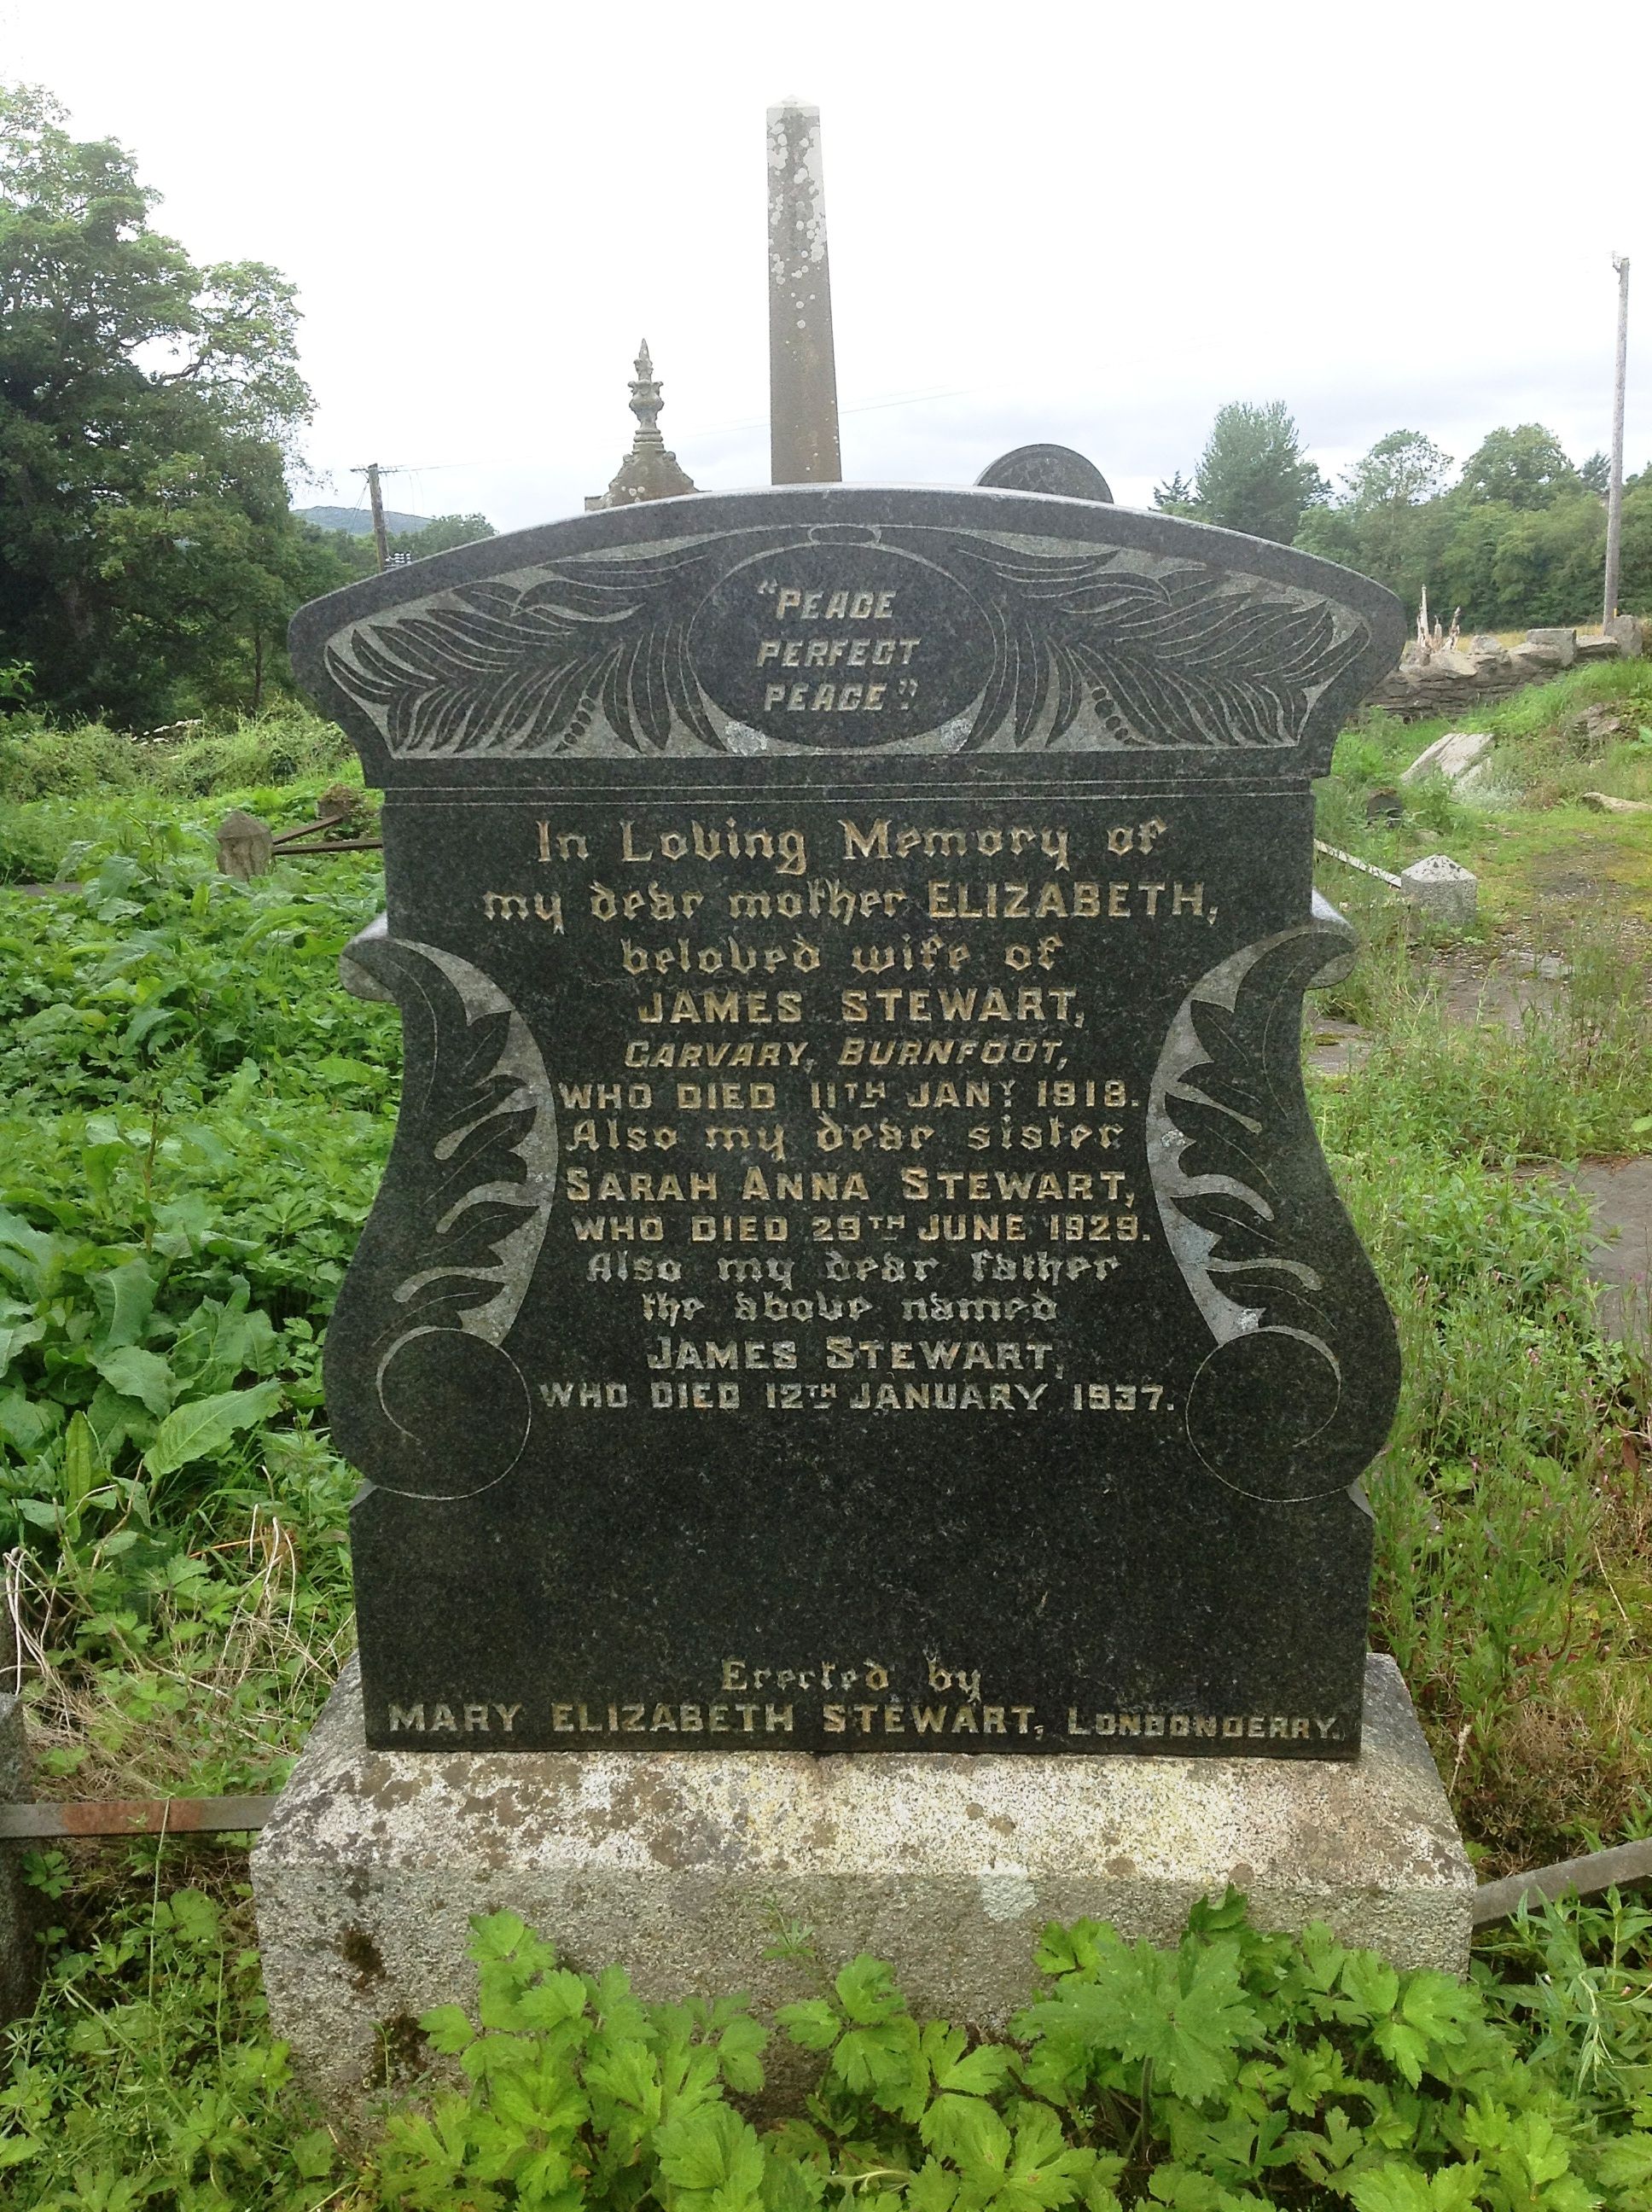 "PEACE
PERFECT
PEACE".
In Loving Memory of
my dear mother ELIZABETH,
beloved wife of
JAMES STEWART,
CARVARY, BURNFOOT,
WHO DIED 11TH JANY 1918.
Also my dear sister
SARAH ANNA STEWART,
WHO DIED 29TH JUNE 1929.
Also my dear father
the above named
JAMES STEWART,
WHO DIED 12TH JANUARY 1937.
Erected by
MARY ELIZABETH STEWART, LONDONDERRY.